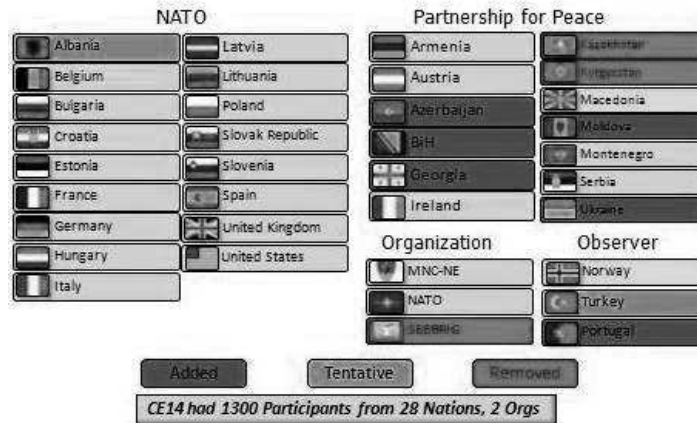 NATO
Albania
Belgium
Bulgaria
Croatia
Estonia
France
Germany
Hungary
Italy
Latvia
Lithuania
Poland
Slovak Republic
Slovenia
Spain
United Kingdom
United States
Partnership for Peace
Armenia
Austria
Azerbaijan
BiH
Georgia
Ireland
Kazakhstan
Kyrgyzstan
Macedonia
Moldova
Montenegro
Serbia
Ukraine
Organization
MNC-NE
NATO
SEEBRIG
Observer
Norway
Turkey
Portugal
Added
Tentative
Removed
CE14 had 1300 Participants from 28 Nations, 2 Orgs